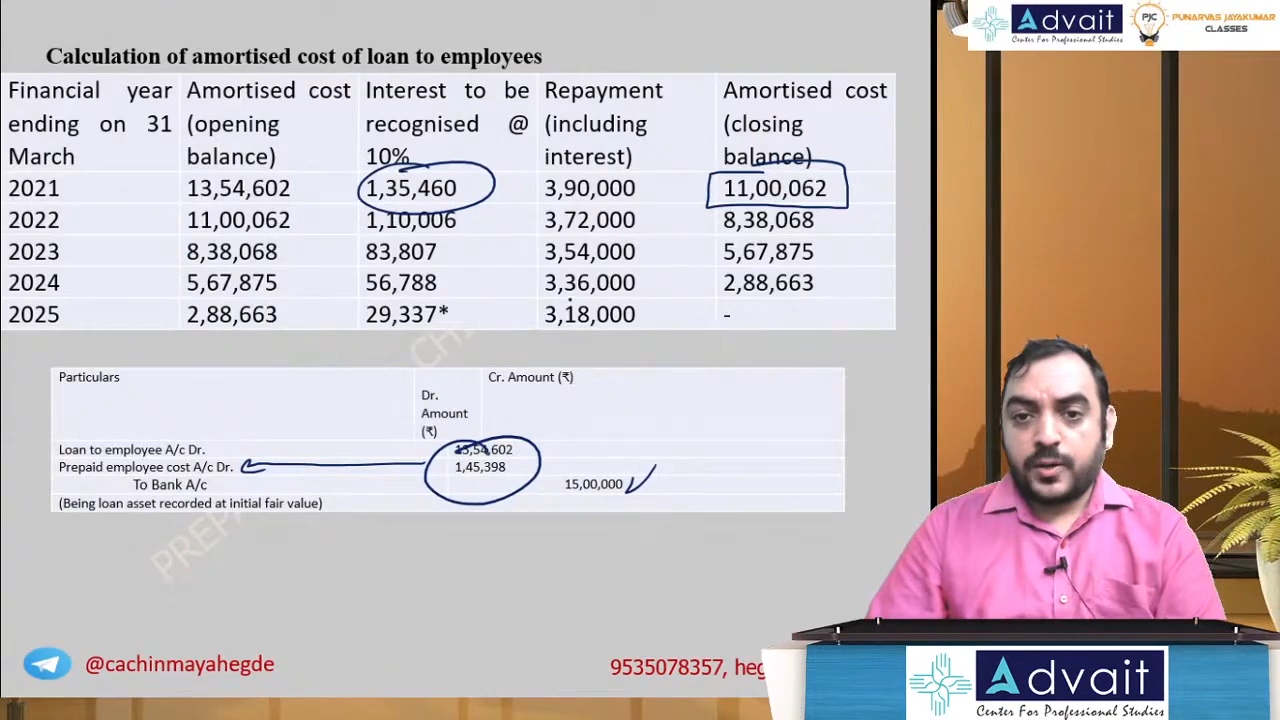 Advait
Center For Professional Studies
PJC
PUNARVAS JAYAKUMAR
CLASSES
Calculation of amortised cost of loan to employees
Financial year ending on 31 March
Amortised cost (opening balance)
Interest to be recognised @ 10%
Repayment (including interest)
Amortised cost (closing balance)
2021 13,54,602 1,35,460 3,90,000 11,00,062
2022 11,00,062 1,10,006 3,72,000 8,38,068
2023 8,38,068 83,807 3,54,000 5,67,875
2024 5,67,875 56,788 3,36,000 2,88,663
2025 2,88,663 29,337* 3,18,000 -
Particulars
Dr.
Amount
(₹)
Cr. Amount (₹)
Loan to employee A/c Dr. 13,54,602
Prepaid employee cost A/c Dr. 1,45,398
To Bank A/c 15,00,000
(Being loan asset recorded at initial fair value)
@cachinmayahegde
9535078357,
Advait
Center For Professional Studies